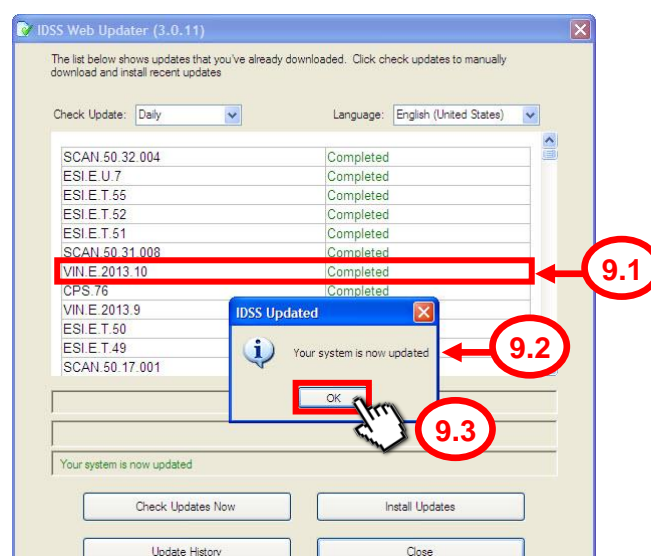 IDSS Web Updater (3.0.11)
The list below shows updates that you've already downloaded. Click check updates to manually
download and install recent updates
Check Update: Daily Language: English (United States)
SCAN.50.32.004 Completed
ESI.E.U.7 Completed
ESI.E.T.55 Completed
ESI.E.T.52 Completed
ESI.E.T.51 Completed
SCAN.50.31.008 Completed
VIN.E.2013.10 Completed
9.1
CPS.76 Completed
VIN.E.2013.9
IDSS Updated
ESI.E.T.50
ESI.E.T.49
Your system is now updated
9.2
SCAN.50.17.001
OK
9.3
Your system is now updated
Check Updates Now Install Updates
Update History Close